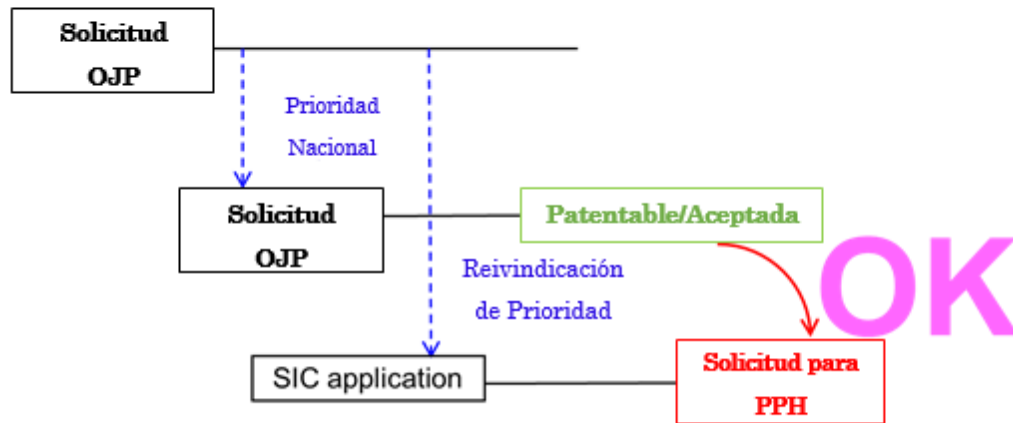 Solicitud
OJP
Prioridad
Nacional
Solicitud
OJP
Patentable/Aceptada
OK
Reivindicación
de Prioridad
SIC application
Solicitud para
PPH